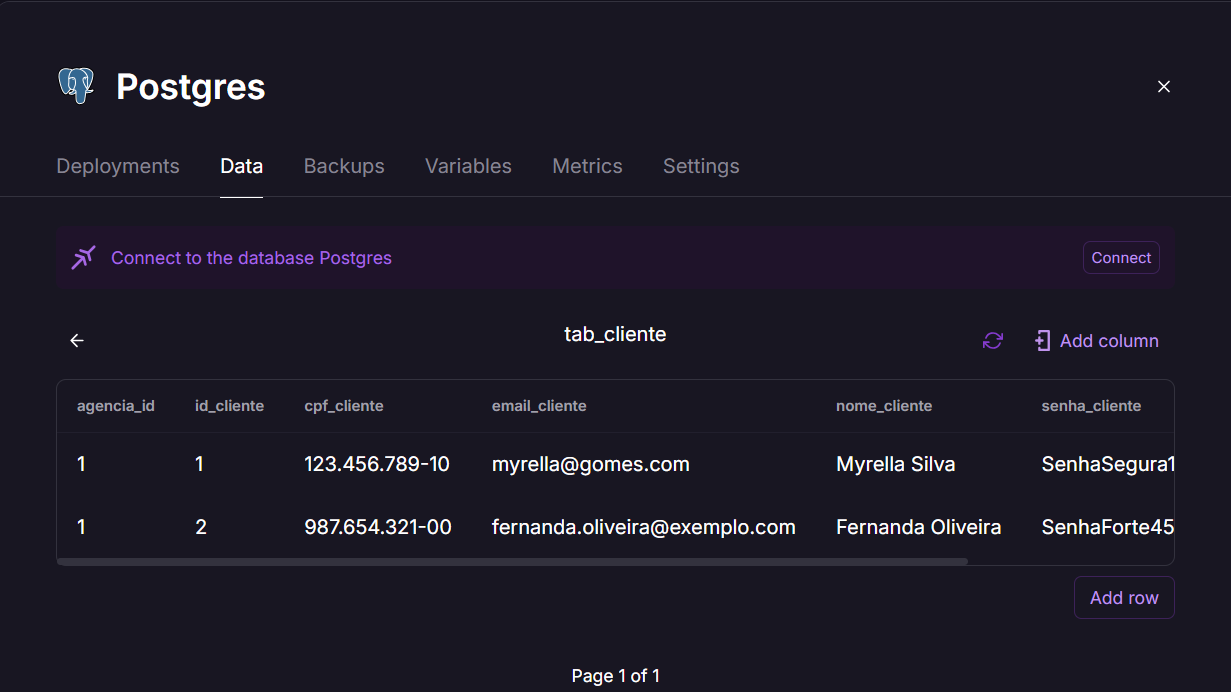 Postgres
Deployments Data Backups Variables Metrics Settings
Connect to the database Postgres Connect
tab_cliente Add column
agencia_id id_cliente cpf_cliente email_cliente nome_cliente senha_cliente
1 1 123.456.789-10 myrella@gomes.com Myrella Silva SenhaSegura1
1 2 987.654.321-00 fernanda.oliveira@exemplo.com Fernanda Oliveira SenhaForte45
Add row
Page 1 of 1